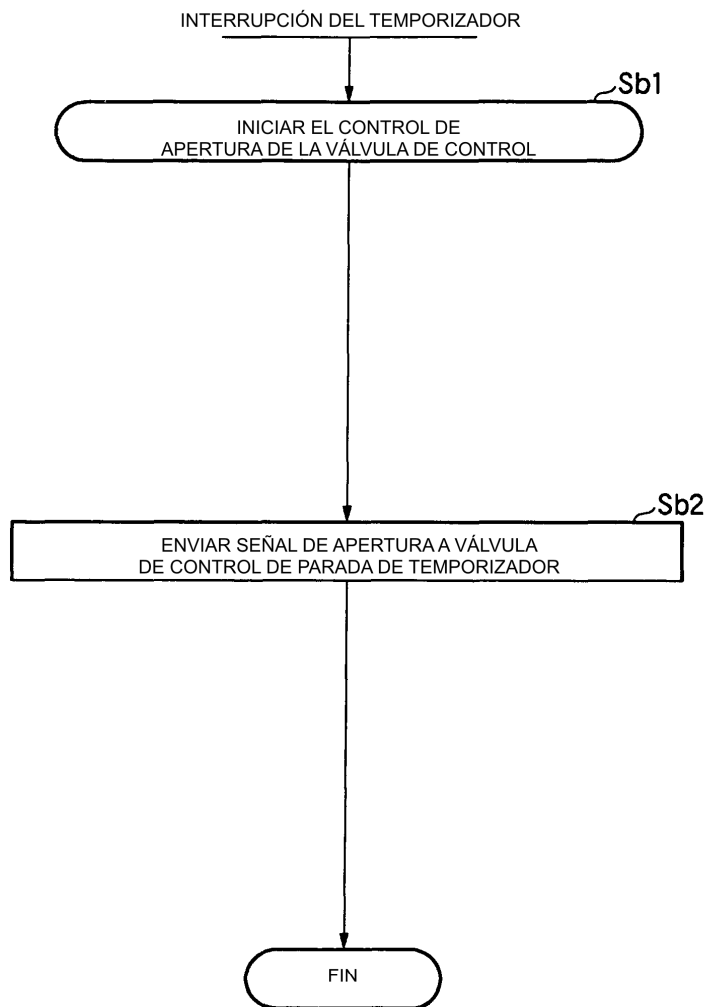 INTERRUPCIÓN DEL TEMPORIZADOR
Sb1
INICIAR EL CONTROL DE
APERTURA DE LA VÁLVULA DE CONTROL
Sb2
ENVIAR SEÑAL DE APERTURA A VÁLVULA
DE CONTROL DE PARADA DE TEMPORIZADOR
FIN